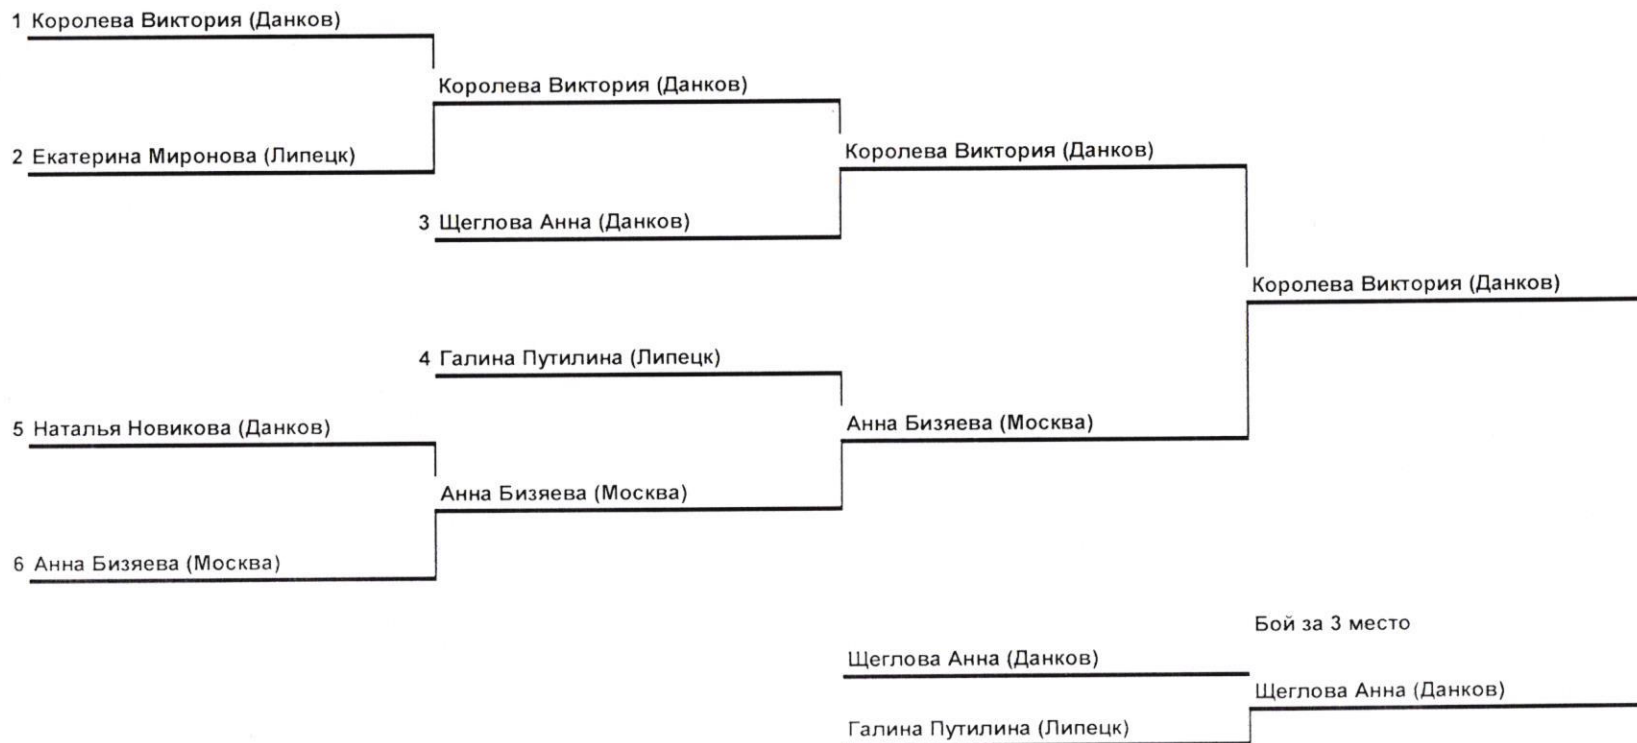 1 Королева Виктория (Данков)
Королева Виктория (Данков)
2 Екатерина Миронова (Липецк)
Королева Виктория (Данков)
3 Щеглова Анна (Данков)
Королева Виктория (Данков)
4 Галина Путилина (Липецк)
5 Наталья Новикова (Данков)
Анна Бизяева (Москва)
Анна Бизяева (Москва)
6 Анна Бизяева (Москва)
Бой за 3 место
Щеглова Анна (Данков)
Щеглова Анна (Данков)
Галина Путилина (Липецк)